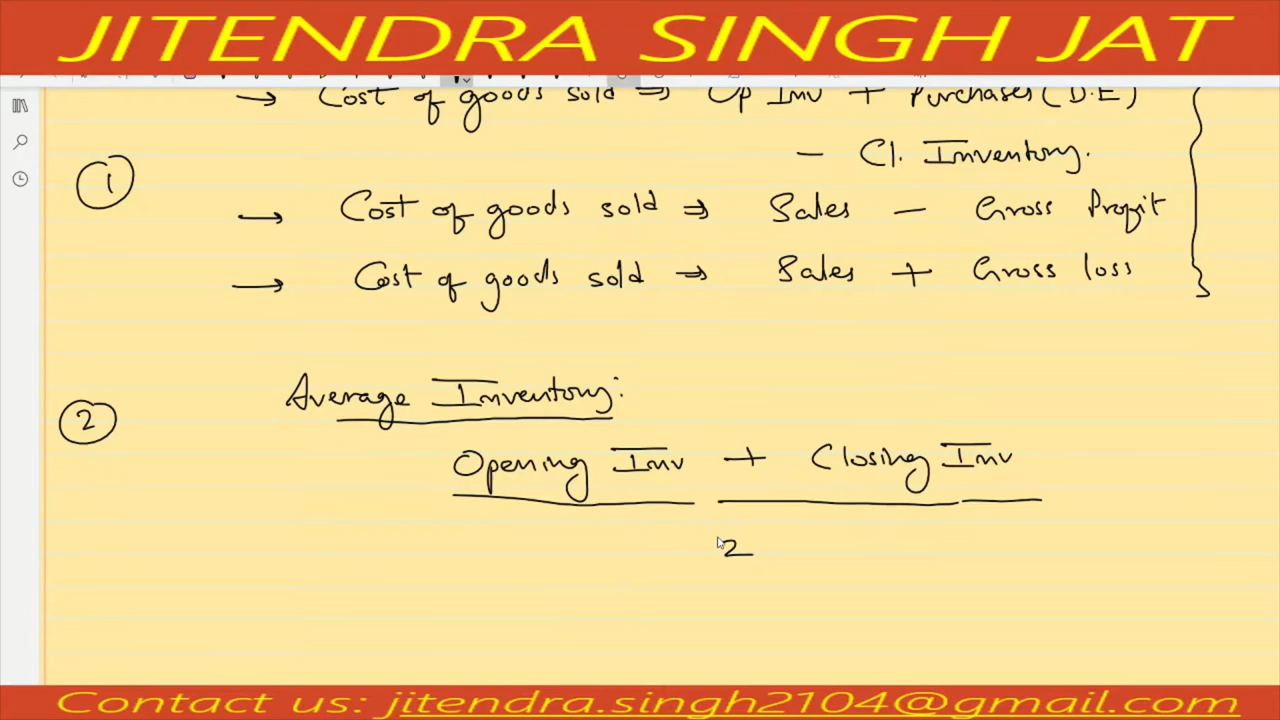 JITENDRA SINGH JAT
→ Cost of goods sold ⇒ Op Inv + Purchases (D.E)
- Cl. Inventory.
1
→ Cost of goods sold ⇒ Sales - Gross Profit
→ Cost of goods sold → Sales + Gross loss
2
Average Inventory:
Opening Inv + Closing Inv
2
Contact us: jitendra.singh2104@gmail.com